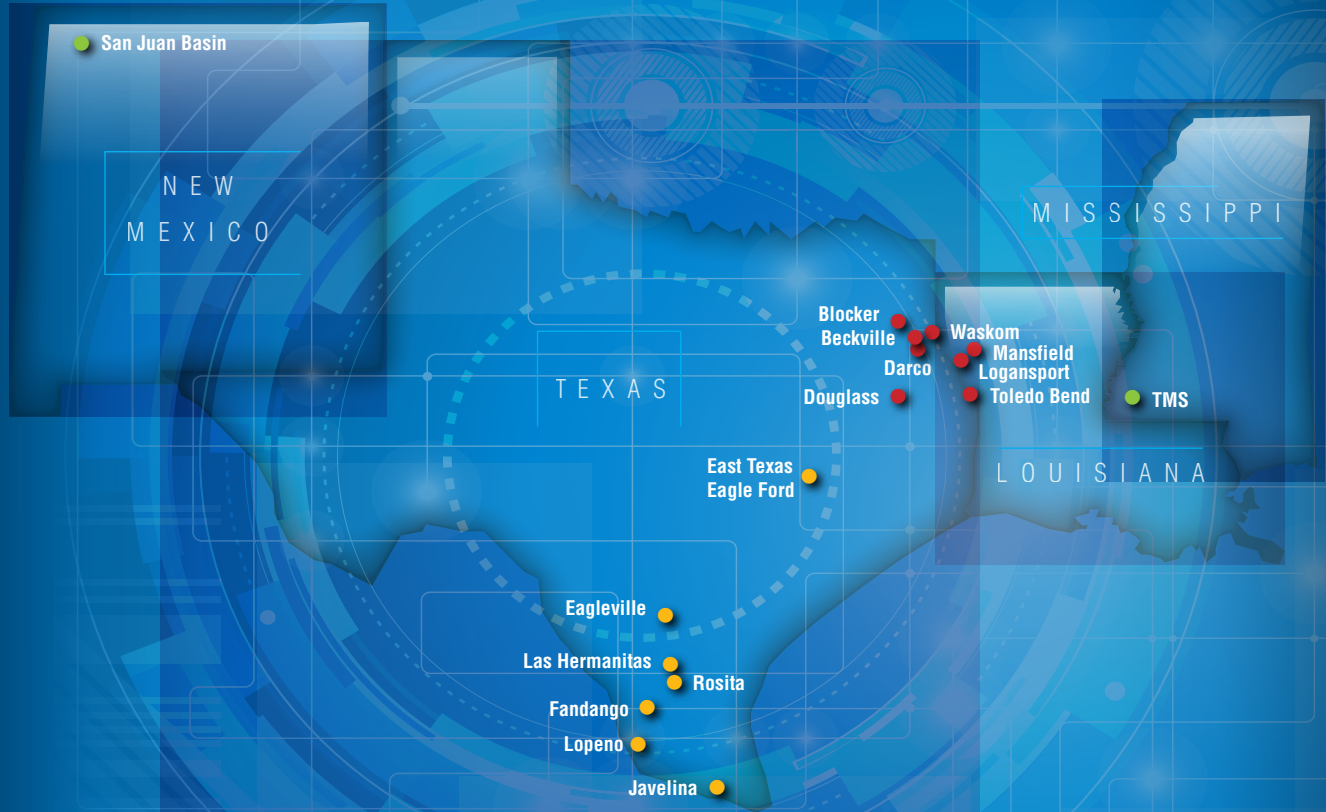 San Juan Basin
NEW
MEXICO
MISSISSIPPI
Blocker
Beckville
Waskom
Darco
Mansfield
Logansport
Douglass
Toledo Bend
TMS
TEXAS
East Texas
Eagle Ford
LOUISIANA
Eagleville
Las Hermanitas
Rosita
Fandango
Lopeno
Javelina